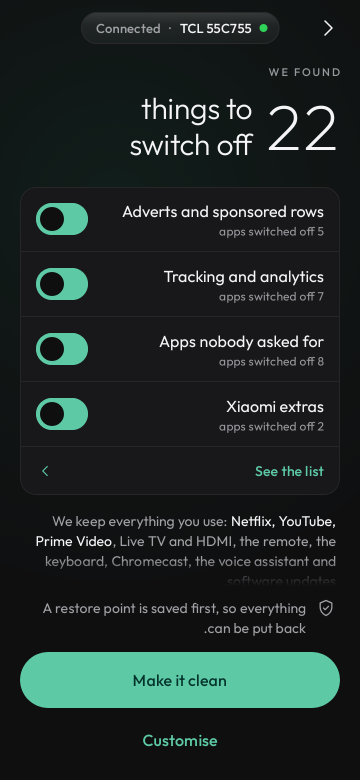 Connected · TCL 55C755
WE FOUND
22
things to
switch off
Adverts and sponsored rows
apps switched off 5
Tracking and analytics
apps switched off 7
Apps nobody asked for
apps switched off 8
Xiaomi extras
apps switched off 2
See the list
We keep everything you use: Netflix, YouTube,
Prime Video, Live TV and HDMI, the remote, the
keyboard, Chromecast, the voice assistant and
software updates
A restore point is saved first, so everything
.can be put back
Make it clean
Customise